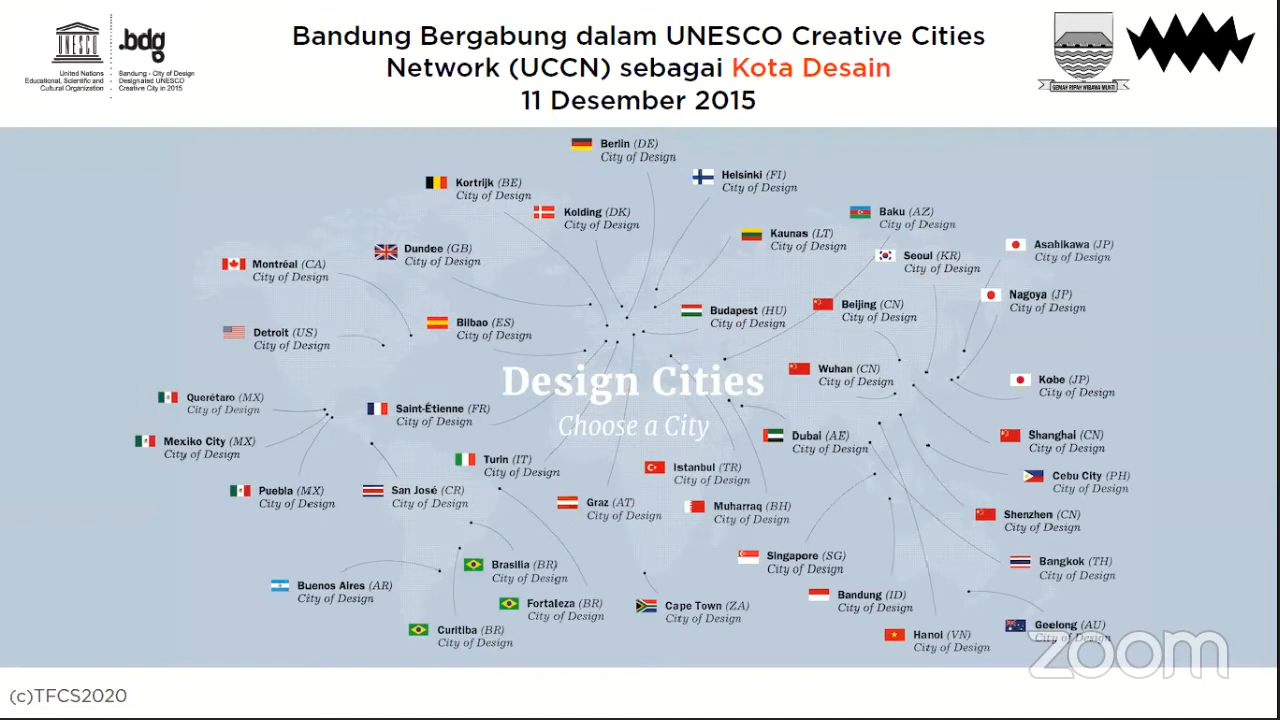 United Nations
Educational, Scientific and
Cultural Organization
.bdg
Bandung - City of Design
Designated UNESCO
Creative City in 2015
Bandung Bergabung dalam UNESCO Creative Cities
Network (UCCN) sebagai Kota Desain
11 Desember 2015
GEMAH RIPAH WIBAWA MUKTI
Berlin (DE)
City of Design
Helsinki (FI)
City of Design
Kortrijk (BE)
City of Design
Kolding (DK)
City of Design
Baku (AZ)
City of Design
Kaunas (LT)
City of Design
Dundee (GB)
City of Design
Montréal (CA)
City of Design
Seoul (KR)
City of Design
Asahikawa (JP)
City of Design
Nagoya (JP)
City of Design
Budapest (HU)
City of Design
Beijing (CN)
City of Design
Detroit (US)
City of Design
Bilbao (ES)
City of Design
Design Cities
Choose a City
Wuhan (CN)
City of Design
Kobe (JP)
City of Design
Querétaro (MX)
City of Design
Saint-Étienne (FR)
City of Design
Mexiko City (MX)
City of Design
Dubai (AE)
City of Design
Shanghai (CN)
City of Design
Turin (IT)
City of Design
Istanbul (TR)
City of Design
Cebu City (PH)
City of Design
Puebla (MX)
City of Design
San José (CR)
City of Design
Graz (AT)
City of Design
Muharraq (BH)
City of Design
Shenzhen (CN)
City of Design
Singapore (SG)
City of Design
Bangkok (TH)
City of Design
Brasilia (BR)
City of Design
Buenos Aires (AR)
City of Design
Fortaleza (BR)
City of Design
Cape Town (ZA)
City of Design
Bandung (ID)
City of Design
Curitiba (BR)
City of Design
Hanoi (VN)
City of Design
Geelong (AU)
City of Design
zoom
(c)TFCS2020